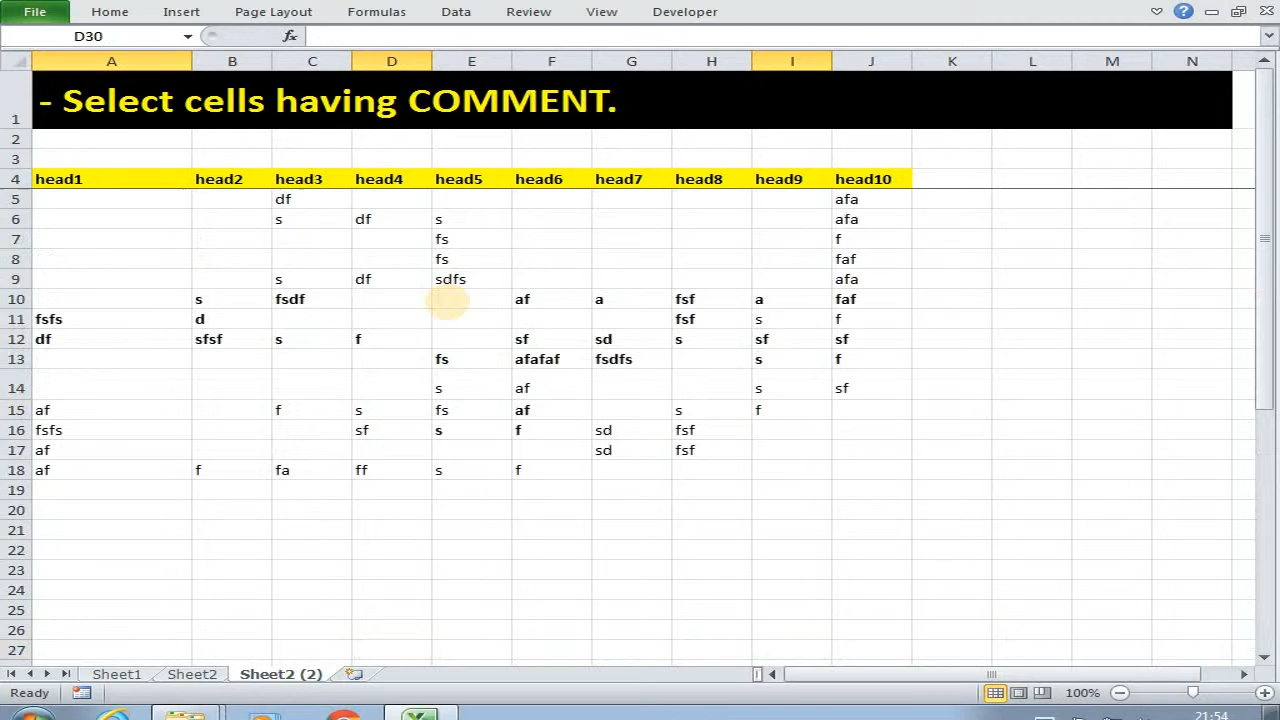 File Home Insert Page Layout Formulas Data Review View Developer
D30 fx
A B C D E F G H I J K L M N
1 - Select cells having COMMENT.
2
3
4 head1 head2 head3 head4 head5 head6 head7 head8 head9 head10
5 df afa
6 s df s afa
7 fs f
8 fs faf
9 s df sdfs afa
10 s fsdf af a fsf a faf
11 fsfs d fsf s f
12 df sfsf s f sf sd s sf sf
13 fs afafaf fsdfs s f
14 s af s sf
15 af f s fs af s f
16 fsfs sf s f sd fsf
17 af sd fsf
18 af f fa ff s f
19
20
21
22
23
24
25
26
27
Sheet1 Sheet2 Sheet2 (2)
Ready 100%
21:54